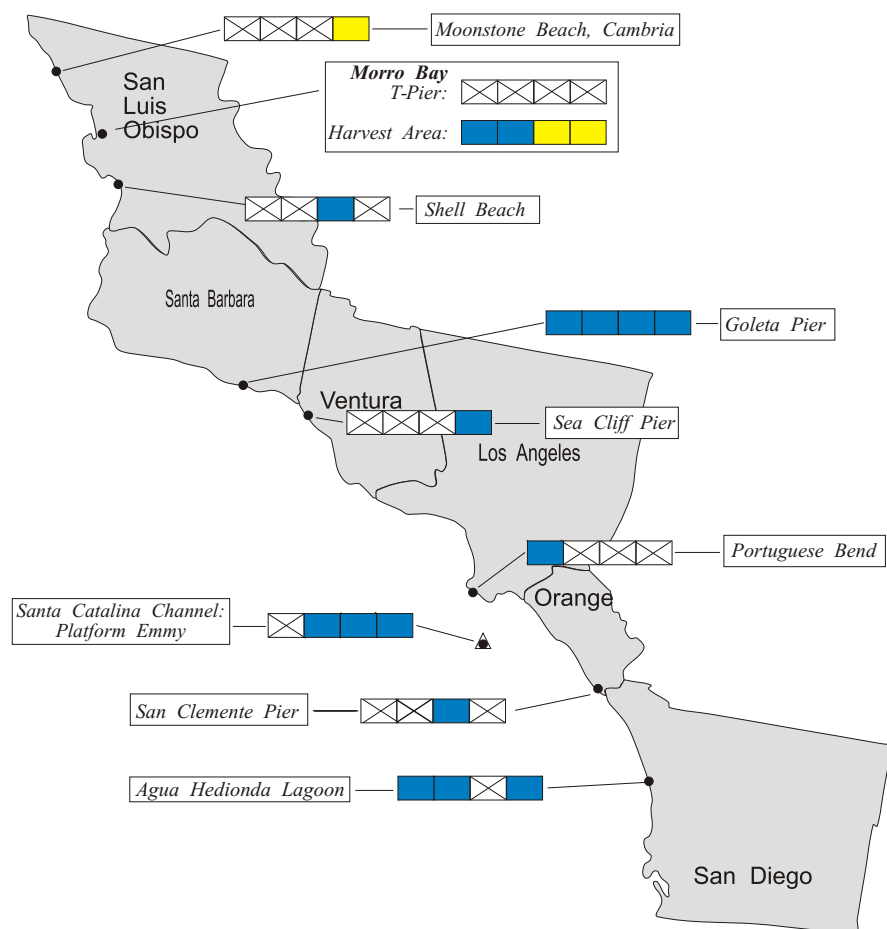 Moonstone Beach, Cambria
San
Luis
Obispo
Morro Bay
T-Pier:
Harvest Area:
Shell Beach
Santa Barbara
Goleta Pier
Ventura
Sea Cliff Pier
Los Angeles
Portuguese Bend
Orange
Santa Catalina Channel:
Platform Emmy
San Clemente Pier
Agua Hedionda Lagoon
San Diego